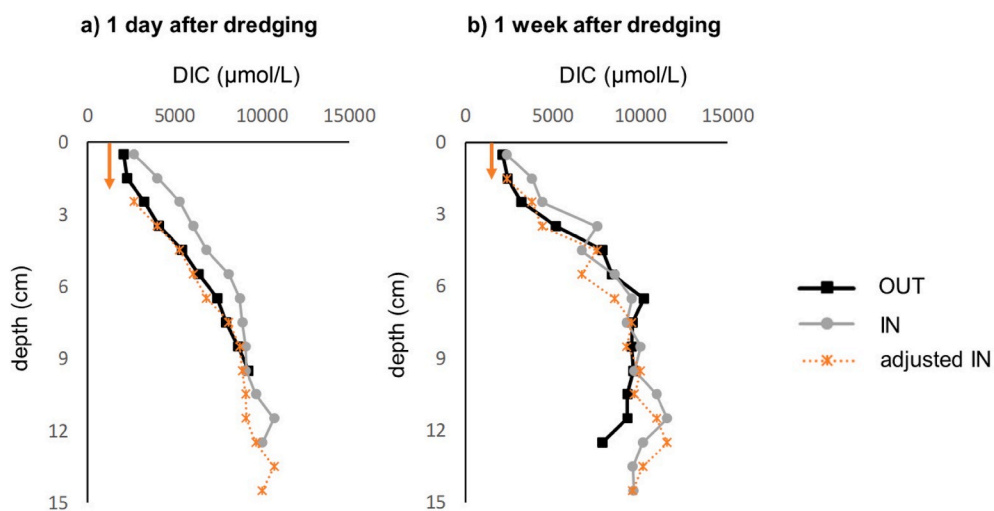 a) 1 day after dredging
DIC (µmol/L)
0 5000 10000 15000
0
3
6
9
12
15
depth (cm)
b) 1 week after dredging
DIC (µmol/L)
0 5000 10000 15000
0
3
6
9
12
15
depth (cm)
OUT
IN
adjusted IN